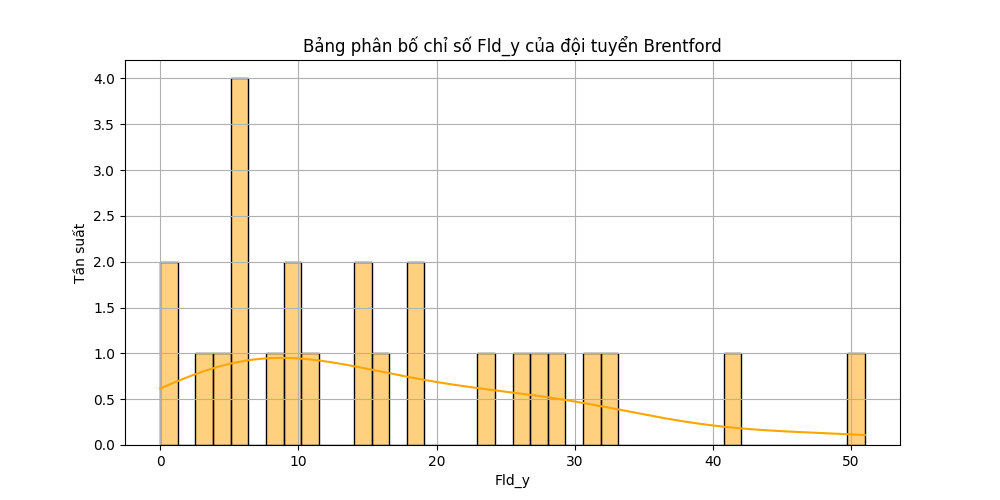 Bảng phân bố chỉ số Fld_y của đội tuyển Brentford
Tần suất
4.0
3.5
3.0
2.5
2.0
1.5
1.0
0.5
0.0
0 10 20 30 40 50
Fld_y